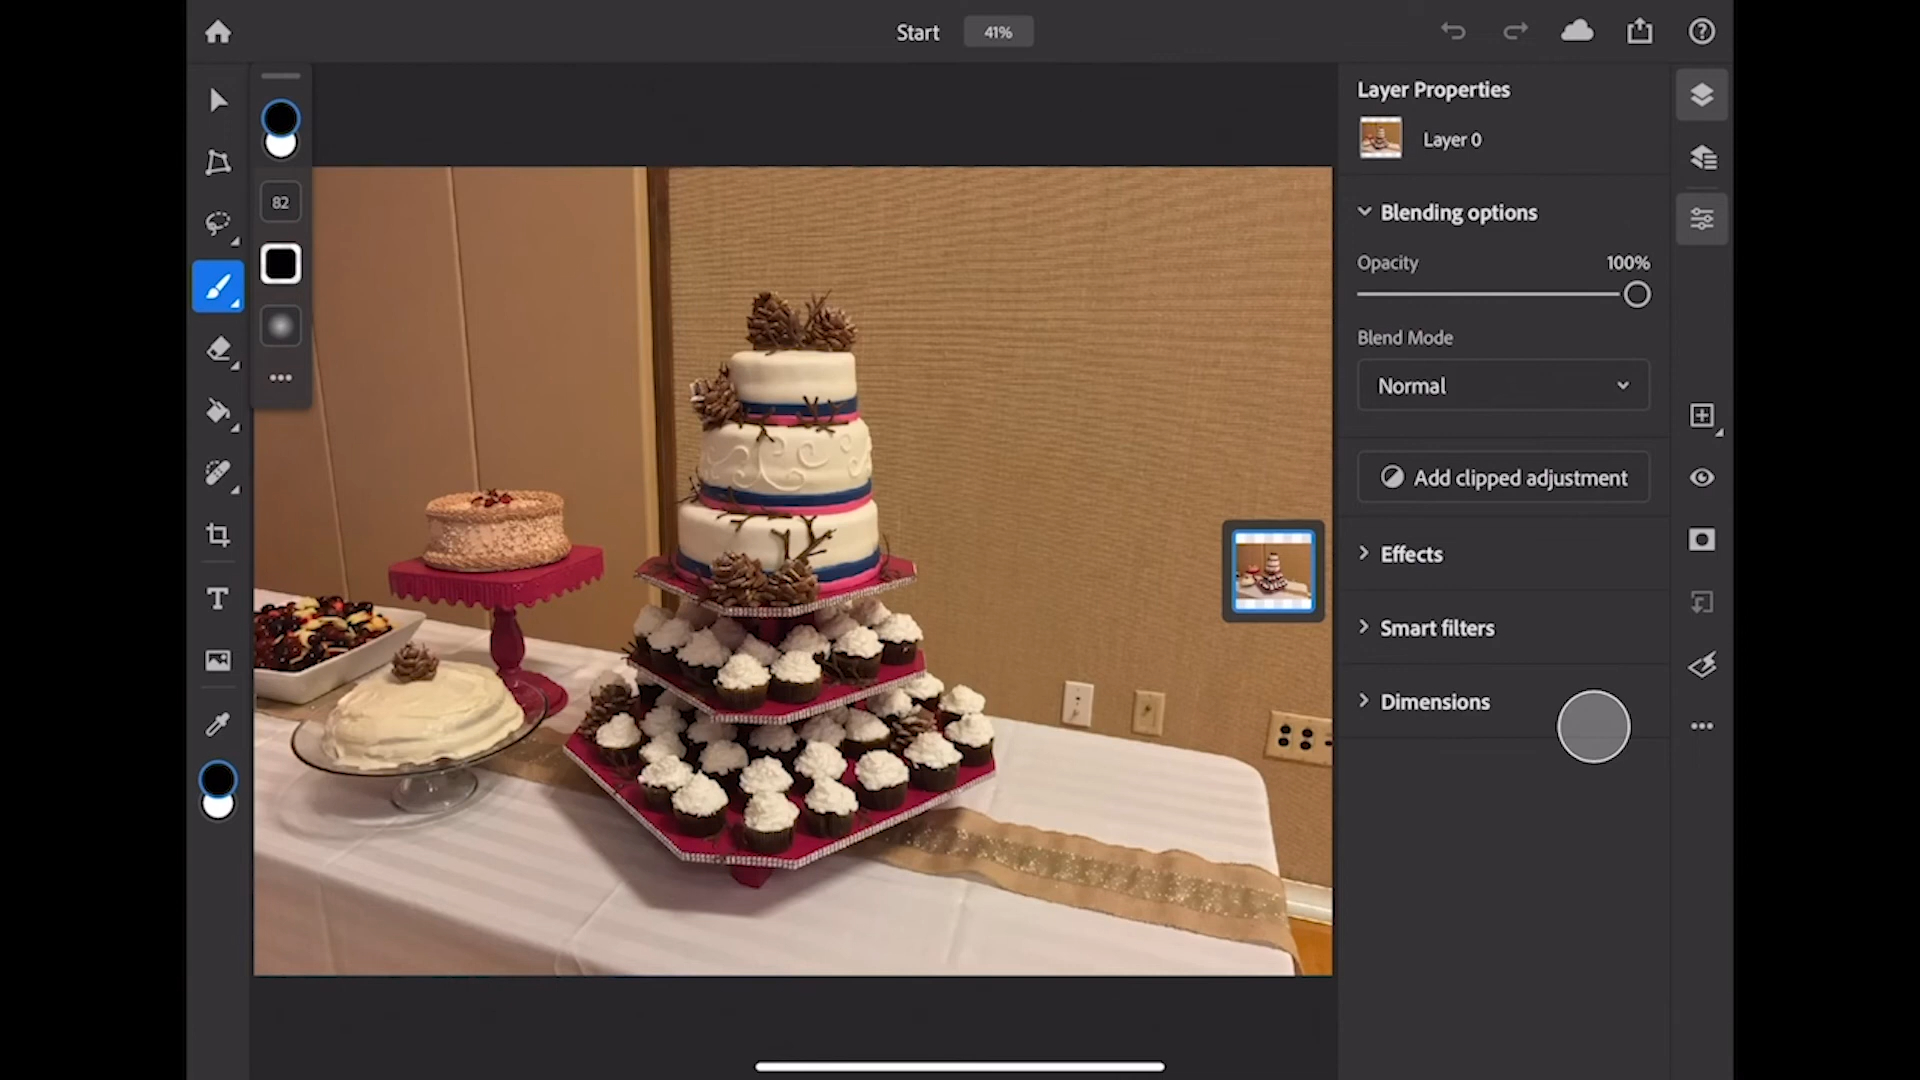 Start 41%
Layer Properties
Layer 0
82
Blending options
Opacity 100%
Blend Mode
Normal
Add clipped adjustment
Effects
Smart filters
Dimensions
T